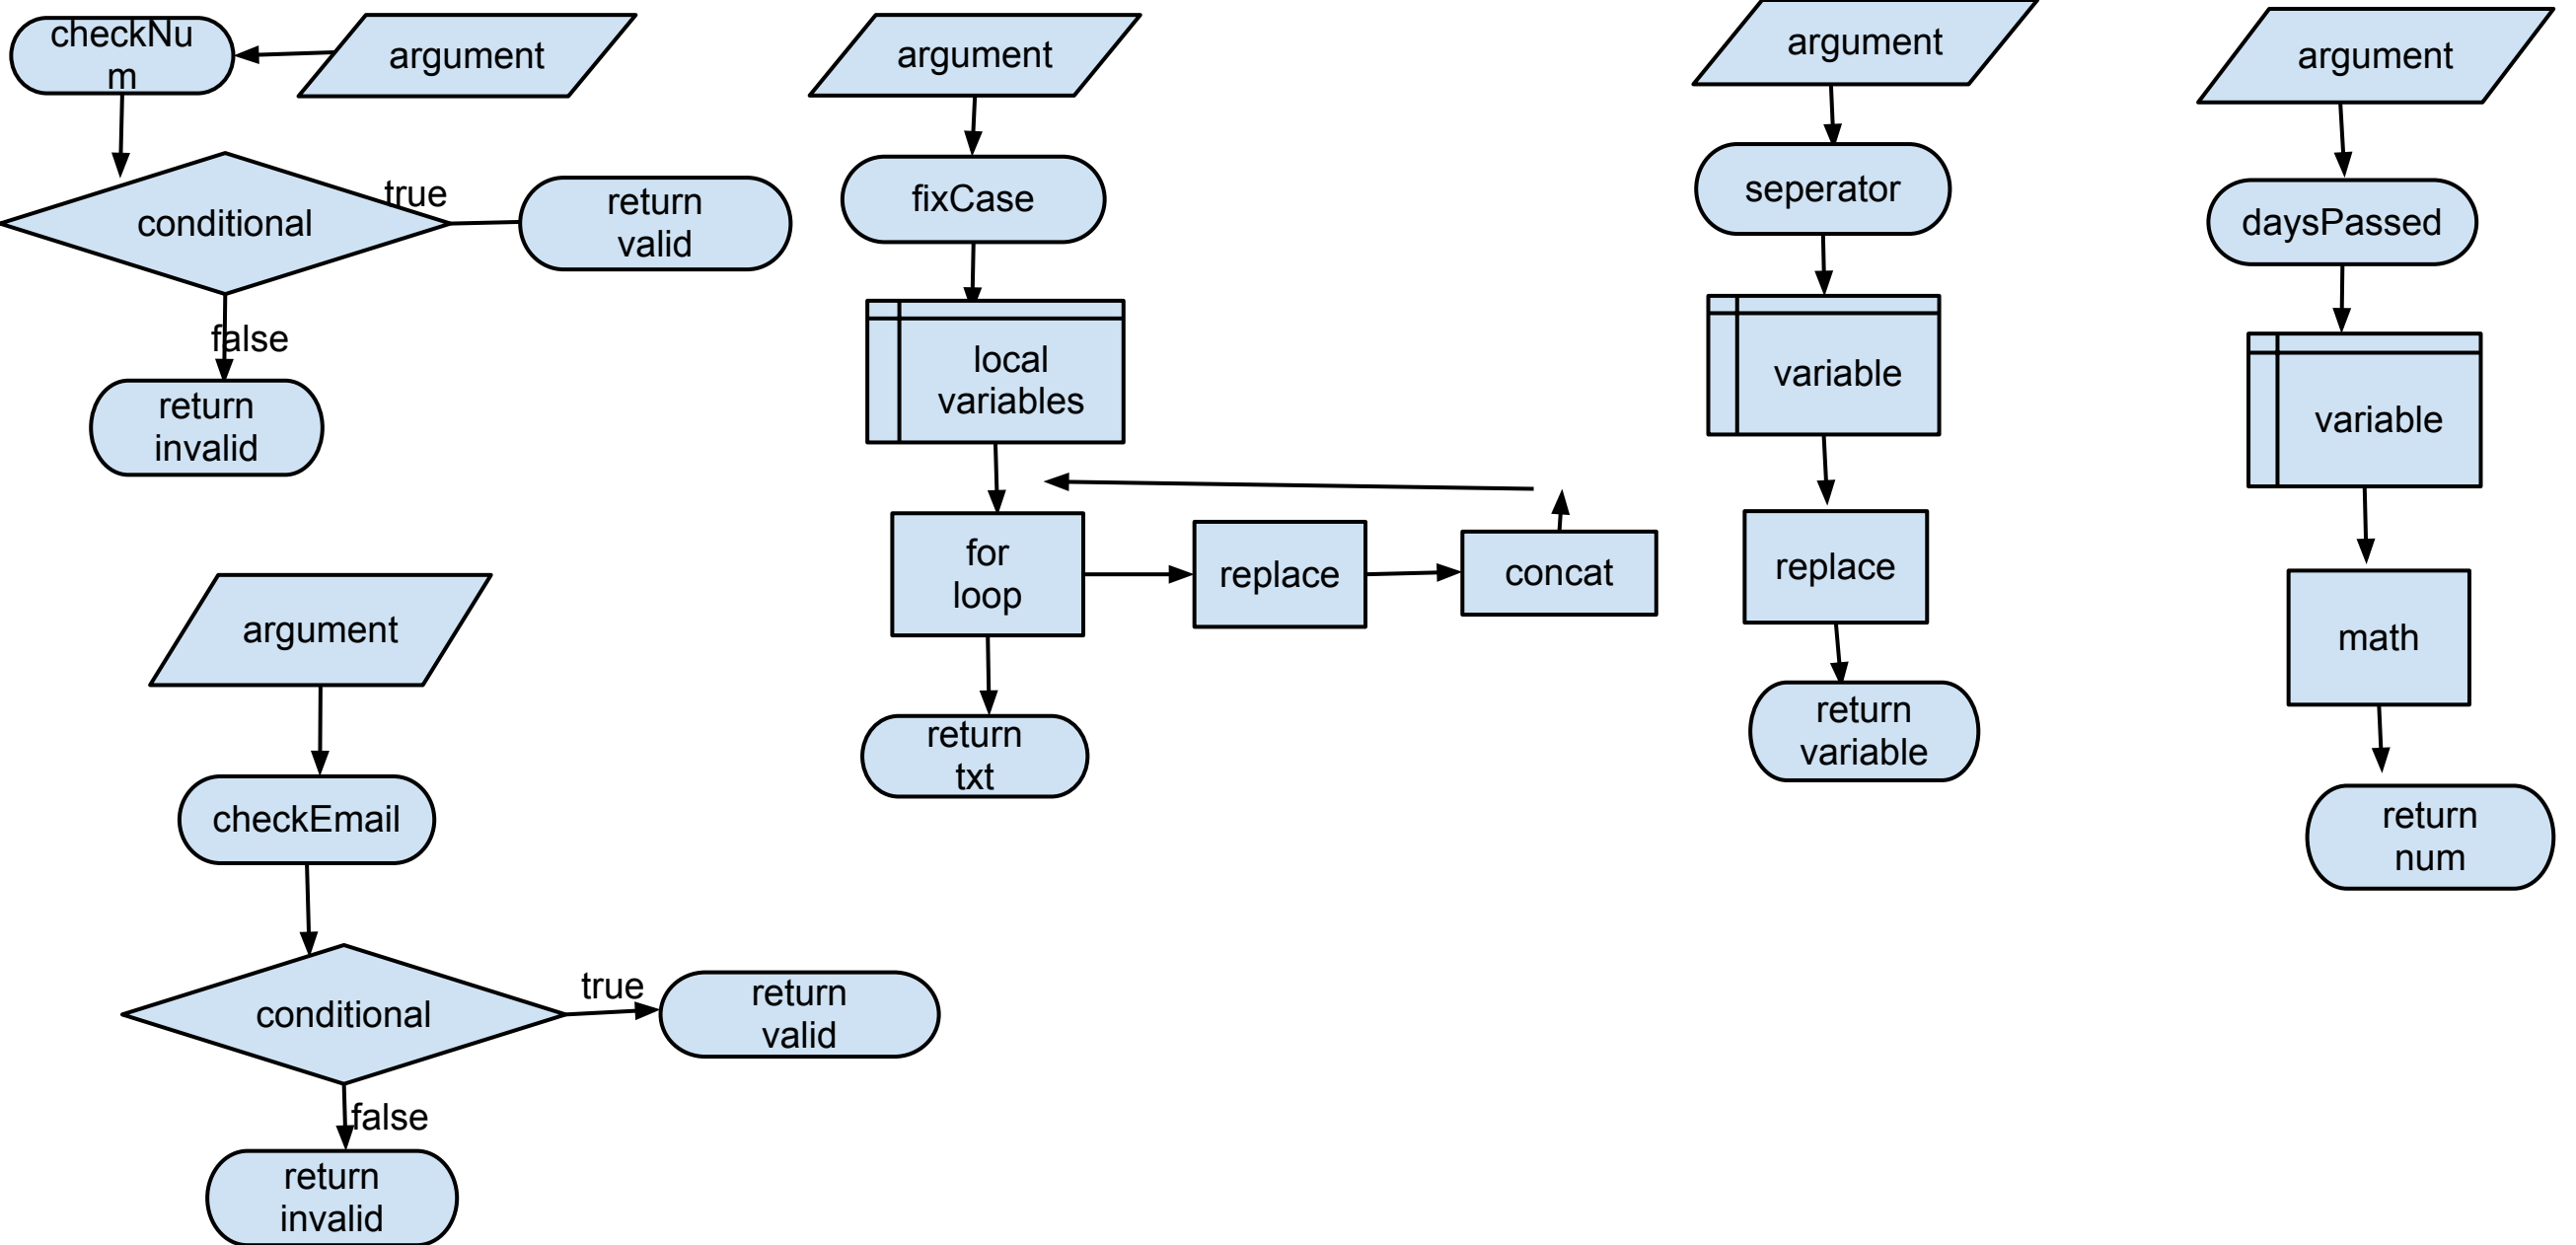 checkNu
m
argument
conditional
true
return
valid
false
return
invalid
argument
checkEmail
conditional
true
return
valid
false
return
invalid
argument
fixCase
local
variables
for
loop
replace
concat
return
txt
argument
seperator
variable
replace
return
variable
argument
daysPassed
variable
math
return
num